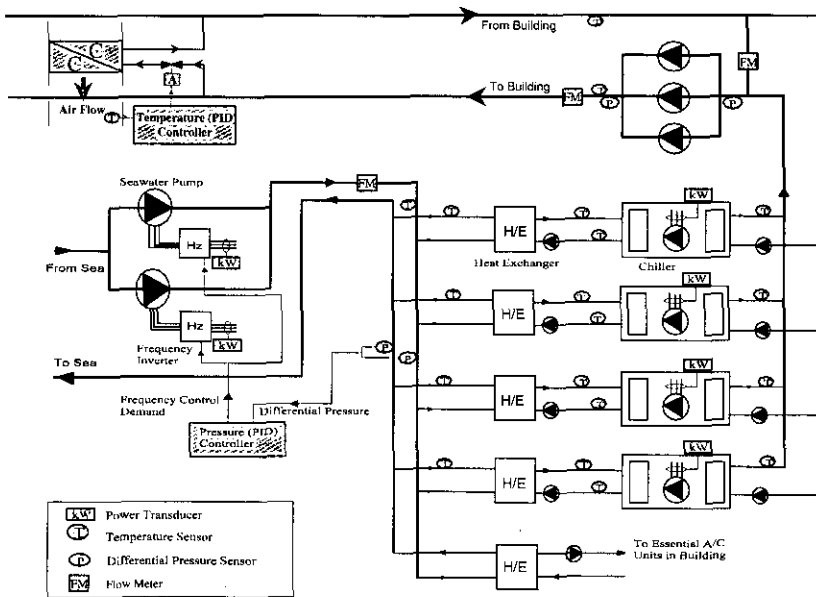 From Building
T
FM
C
C
A
To Building
FM
T
P
P
Air Flow
T
Temperature (PID)
Controller
Seawater Pump
FM
T
T
H/E
T
T
kW
T
Hz
kW
From Sea
Heat Exchanger
Chiller
T
H/E
T
T
kW
T
Hz
kW
Frequency
Inverter
To Sea
P
P
T
H/E
T
T
kW
T
Frequency Control
Demand
Differential Pressure
Pressure (PID)
Controller
T
H/E
T
T
kW
T
kW Power Transducer
T Temperature Sensor
P Differential Pressure Sensor
FM Flow Meter
H/E
To Essential A/C
Units in Building